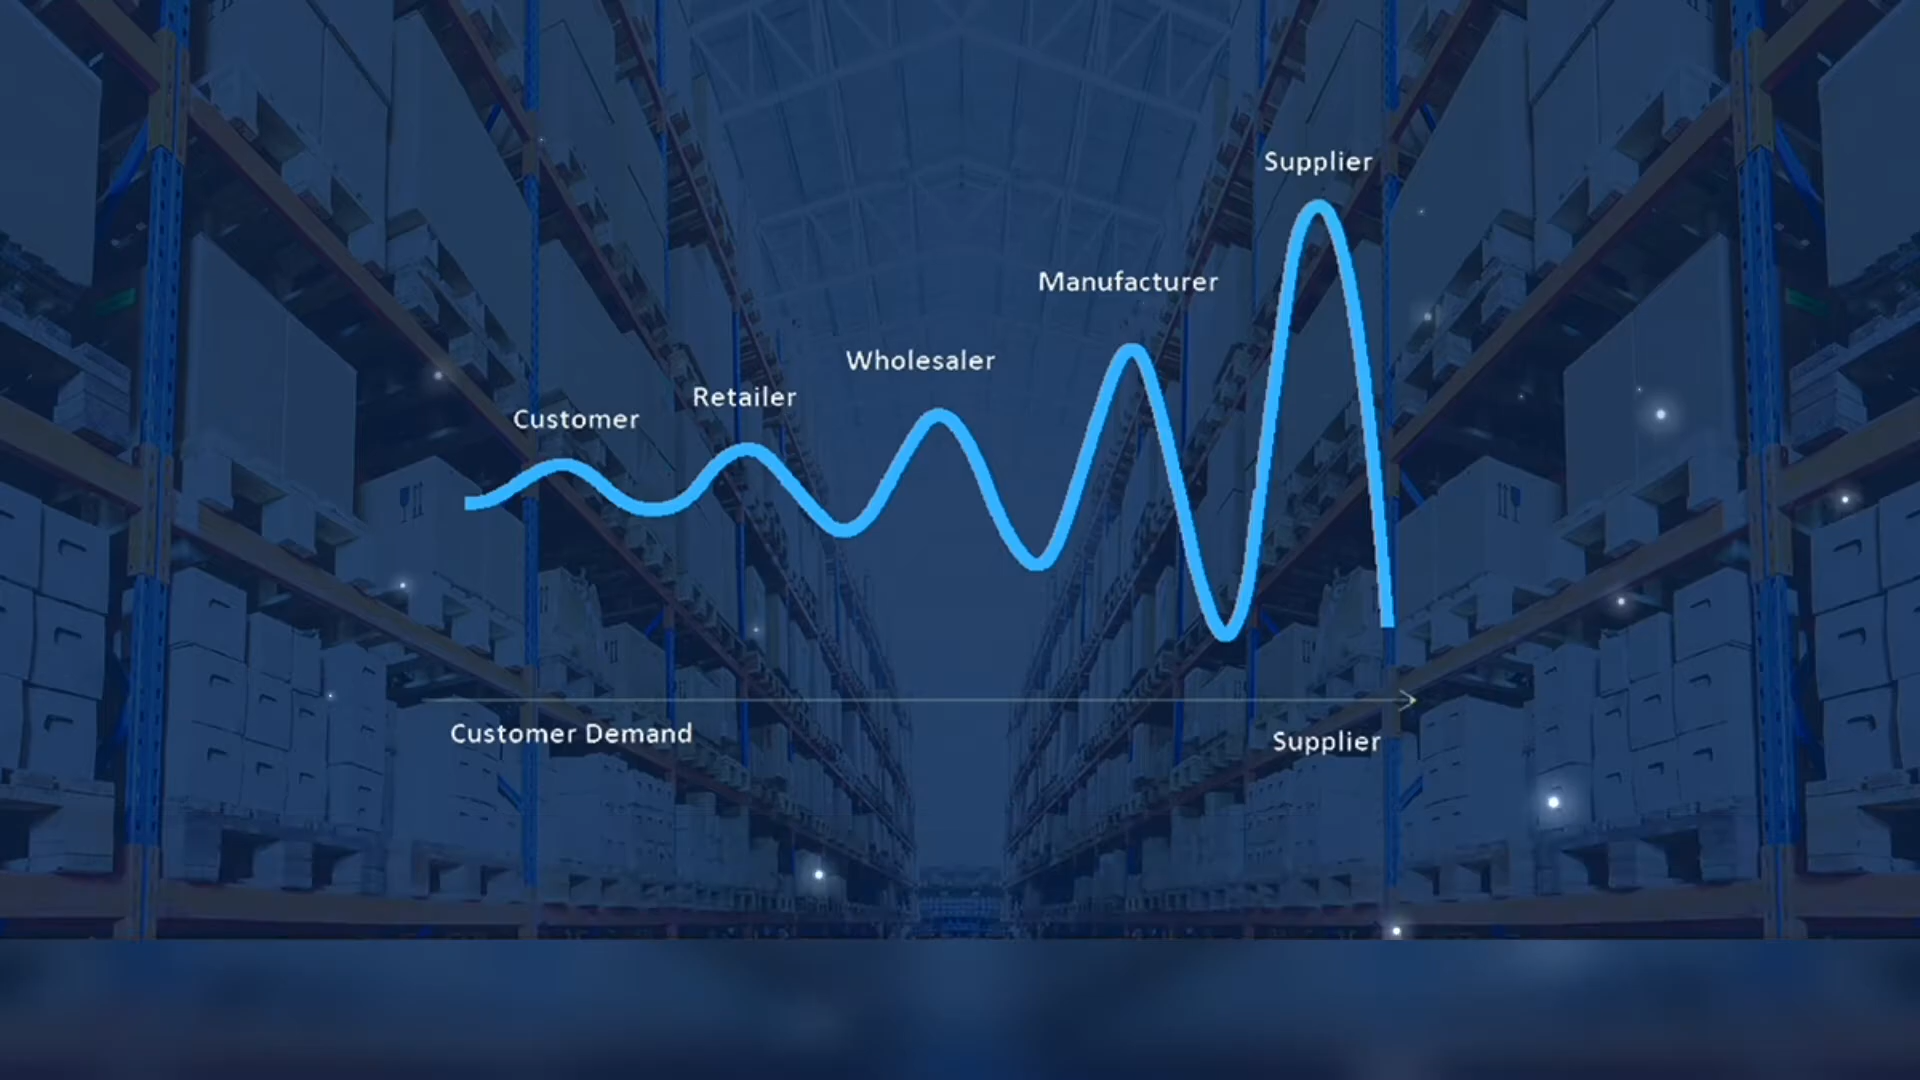 Supplier
Manufacturer
Wholesaler
Retailer
Customer
Customer Demand
Supplier